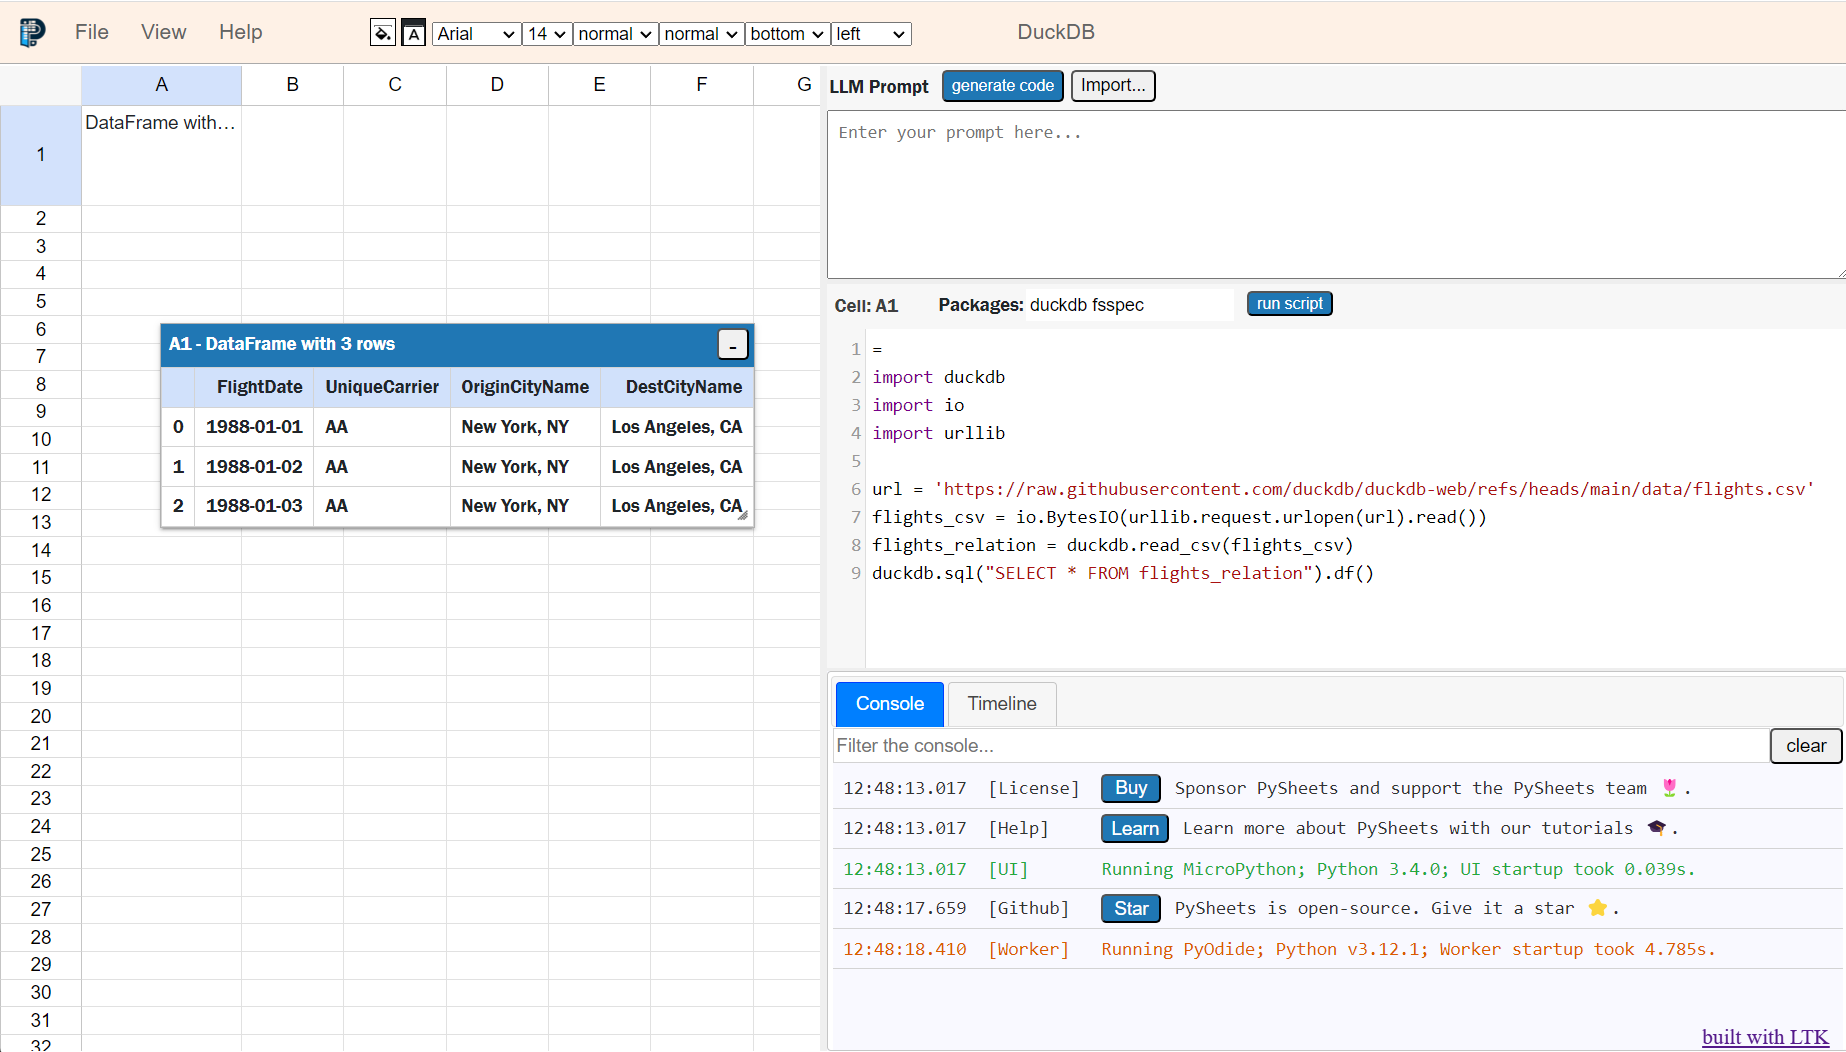 File View Help Arial 14 normal normal bottom left DuckDB
A B C D E F G
DataFrame with...
1
2
3
4
5
6
7
8
9
10
11
12
13
14
15
16
17
18
19
20
21
22
23
24
25
26
27
28
29
30
31
32
A1 - DataFrame with 3 rows -
FlightDate UniqueCarrier OriginCityName DestCityName
0 1988-01-01 AA New York, NY Los Angeles, CA
1 1988-01-02 AA New York, NY Los Angeles, CA
2 1988-01-03 AA New York, NY Los Angeles, CA
LLM Prompt generate code Import...
Enter your prompt here...
Cell: A1 Packages: duckdb fsspec run script
1 =
2 import duckdb
3 import io
4 import urllib
5
6 url = 'https://raw.githubusercontent.com/duckdb/duckdb-web/refs/heads/main/data/flights.csv'
7 flights_csv = io.BytesIO(urllib.request.urlopen(url).read())
8 flights_relation = duckdb.read_csv(flights_csv)
9 duckdb.sql("SELECT * FROM flights_relation").df()
Console Timeline
Filter the console... clear
12:48:13.017 [License] Buy Sponsor PySheets and support the PySheets team 🌷.
12:48:13.017 [Help] Learn Learn more about PySheets with our tutorials 🎓.
12:48:13.017 [UI] Running MicroPython; Python 3.4.0; UI startup took 0.039s.
12:48:17.659 [Github] Star PySheets is open-source. Give it a star ⭐.
12:48:18.410 [Worker] Running PyOdide; Python v3.12.1; Worker startup took 4.785s.
built with LTK